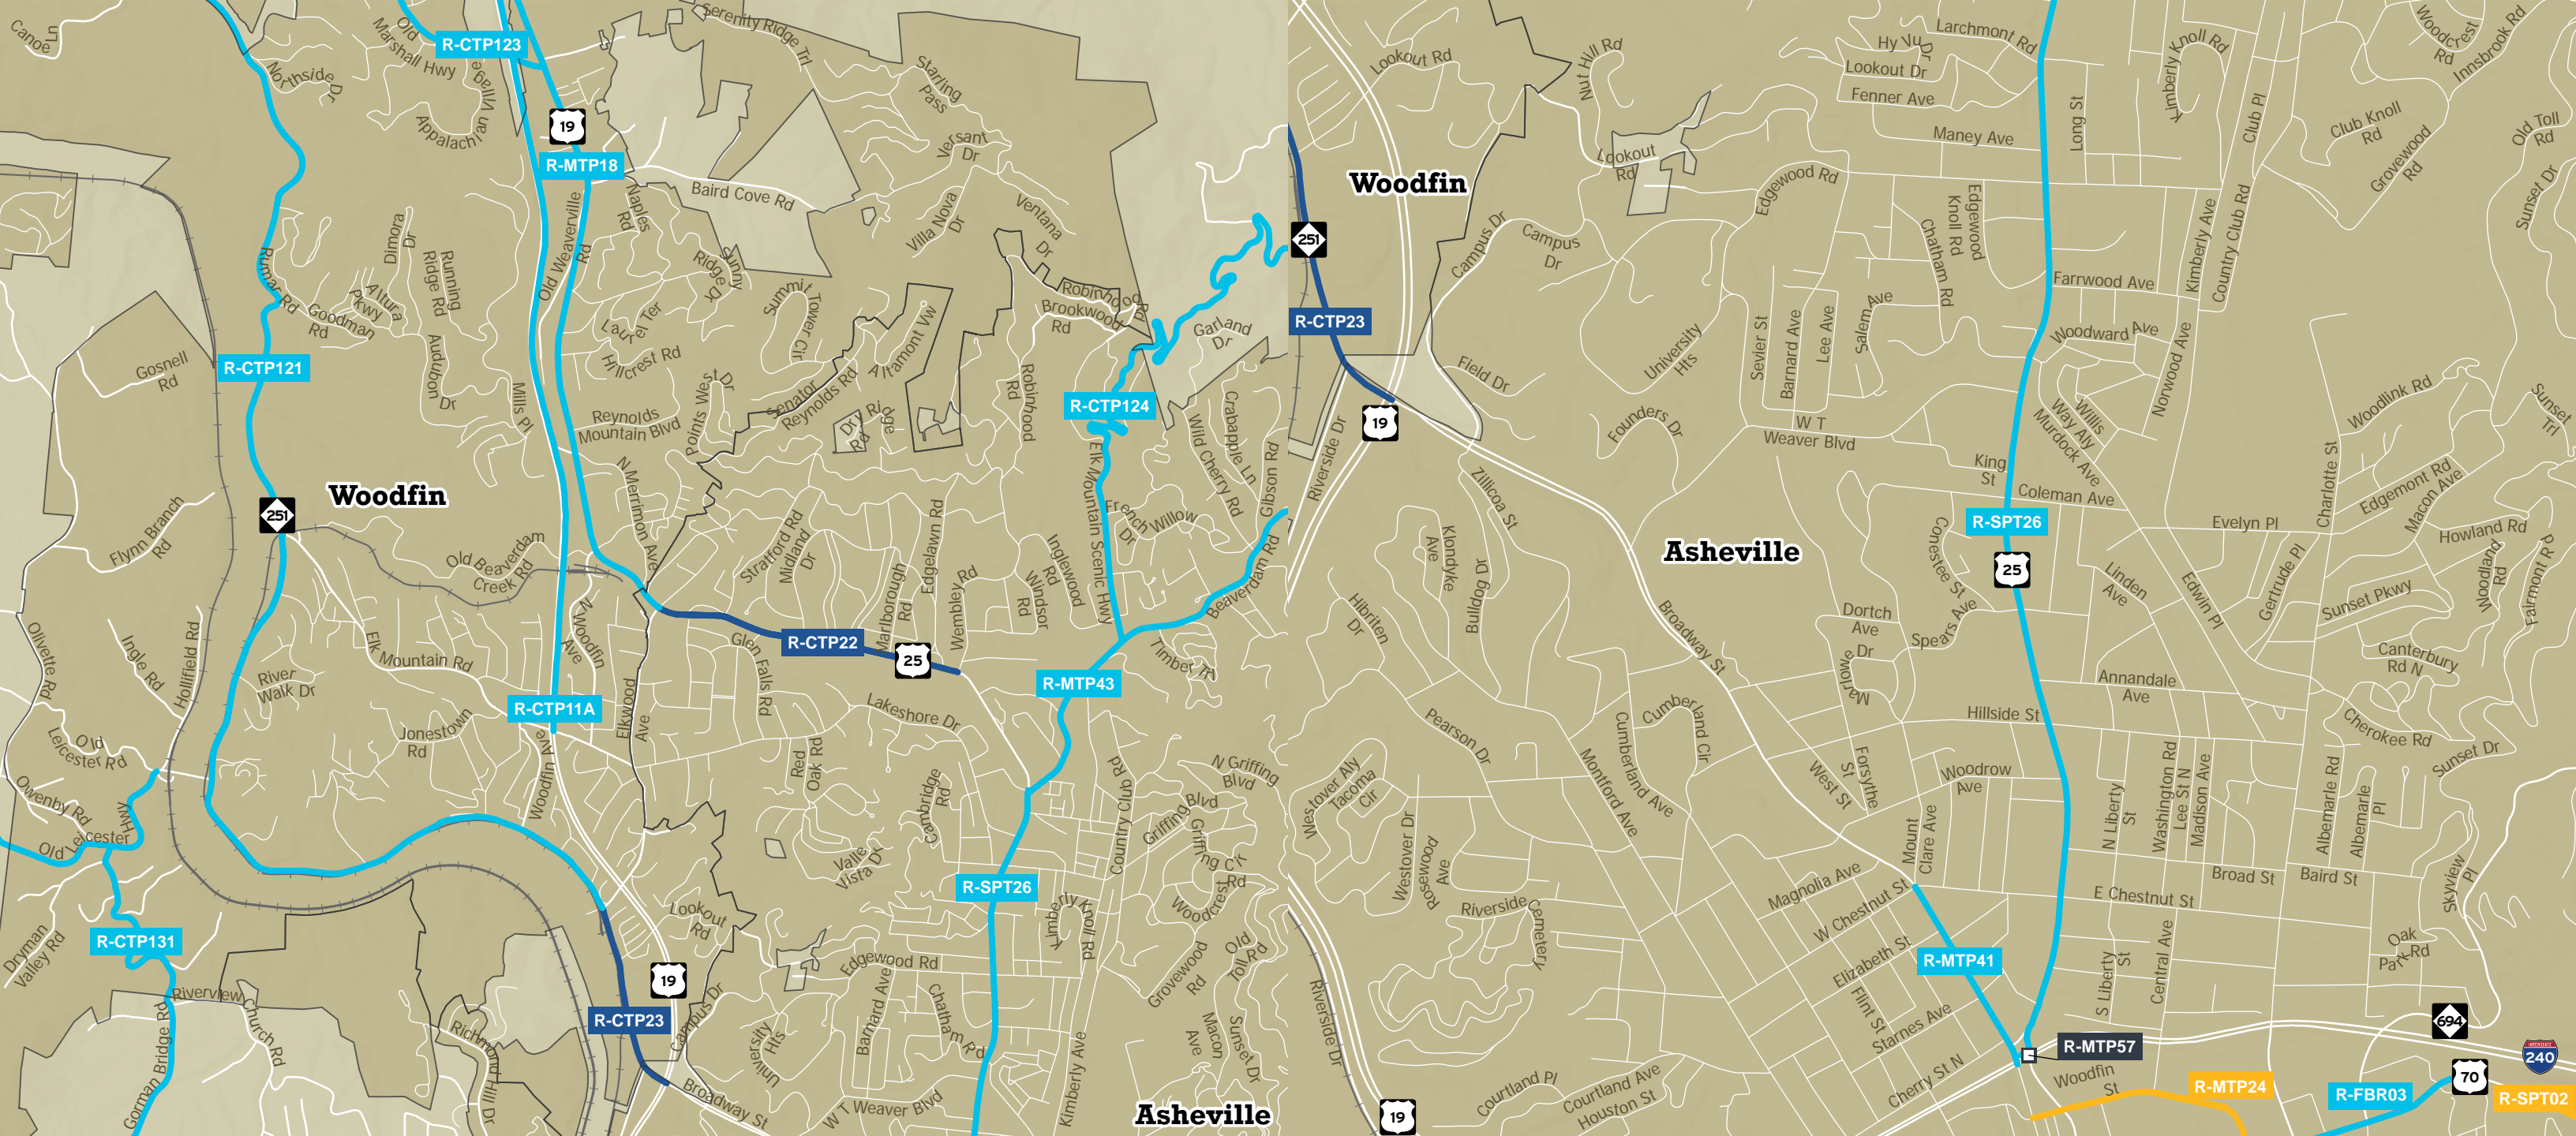 Canoe Ln
Old
Marshall Hwy
R-CTP123
Serenity Ridge Trl
Northside Dr
Appalachian Village
19
Starling
Pass
Versant
Dr
R-MTP18
Baird Cove Rd
Naples
Rd
Villa Nova
Dr
Ventana
Dr
Dimora
Dr
Running
Ridge Rd
Old Weaverville
Rd
Sunny
Ridge Dr
Rumar Rd
Goodman
Rd
Altura
Pkwy
Summit Tower Cir
Robinhood Rd
Brookwood
Rd
Garland
Dr
Laurel Ter
Hillcrest Rd
Altamont Vw
Gosnell
Rd
R-CTP121
Audubon
Dr
Mills Pl
Reynolds
Mountain Blvd
Points West Dr
Senator
Reynolds Rd
Dry Ridge
Rd
Robinhood
Rd
R-CTP124
Crabapple Ln
Wild Cherry Rd
Gibson Rd
Elk Mountain Scenic Hwy
Woodfin
251
N Merrimon Ave
Flynn Branch
Rd
Old Beaverdam
Creek Rd
Stratford Rd
Midland
Dr
Edgelawn Rd
Marlborough
Rd
Wembley Rd
Inglewood
Rd
Windsor
Rd
French
Willow
Dr
Beaverdam Rd
Olivette Rd
Ingle Rd
Hollifield Rd
Elk
Mountain Rd
N Woodfin
Ave
River
Walk Dr
R-CTP22
25
Glen Falls Rd
Timber Trl
R-MTP43
R-CTP11A
Elkwood
Ave
Lakeshore Dr
Jonestown
Rd
Old
Leicester Rd
Red
Oak Rd
Woodfin Ave
Owenby Rd
Old Leicester Hwy
Cambridge
Rd
Country Club Rd
N Griffing
Blvd
Griffing Blvd
Griffing Cir
Rd
Woodcrest
Valle
Vista Dr
R-SPT26
Kimberly Knoll Rd
Dryman
Valley Rd
R-CTP131
Lookout
Rd
Edgewood Rd
Grovewood
Rd
Old
Toll Rd
Riverview
Church Rd
Gorman Bridge Rd
Richmond Hill Dr
19
R-CTP23
Campus Dr
University
Hts
Barnard Ave
Chatham Rd
Macon
Ave
Sunset Dr
Kimberly Ave
Broadway St
W T Weaver Blvd
Asheville
Lookout Rd
Woodfin
Nut Hill Rd
Lookout
Rd
Hy Vu Dr
Larchmont Rd
Lookout Dr
Fenner Ave
Maney Ave
Long St
Kimberly Knoll Rd
Club Pl
Club Knoll
Rd
Woodcrest
Rd
Innsbrook Rd
Grovewood
Rd
Old Toll
Rd
Sunset Dr
251
R-CTP23
Campus Dr
Campus
Dr
Edgewood Rd
Edgewood
Knoll Rd
Chatham Rd
Kimberly Ave
Country Club Rd
Farrwood Ave
Woodward Ave
Norwood Ave
University
Hts
Sevier St
Barnard Ave
Lee Ave
Salem Ave
19
Field Dr
Founders Dr
W T
Weaver Blvd
Willis
Way Aly
Murdock Ave
Woodlink Rd
Sunset
Trl
Riverside Dr
Zillicoa St
King
St
Coleman Ave
Charlotte St
Edgemont Rd
Macon Ave
Evelyn Pl
Howland Rd
R-SPT26
25
Asheville
Klondyke
Ave
Bulldog Dr
Conestee St
Linden
Ave
Edwin Pl
Gertrude Pl
Sunset Pkwy
Woodland
Rd
Fairmont Rd
Hibriten
Dr
Broadway St
Dortch
Ave
Spears Ave
Marlowe Dr
Canterbury
Rd N
Annandale
Ave
Hillside St
Cumberland Cir
Cumberland Ave
Pearson Dr
Montford Ave
Cherokee Rd
Sunset Dr
Westover Aly
Tacoma
Cir
West St
Forsythe
St
Woodrow
Ave
N Liberty
St
Washington Rd
Lee St N
Madison Ave
Albemarle Rd
Albemarle
Pl
Westover Dr
Rosewood
Ave
Mount
Clare Ave
Magnolia Ave
W Chestnut St
E Chestnut St
Broad St
Baird St
Skyview
Pl
Riverside Cemetery
Elizabeth St
R-MTP41
Flint St
Starnes Ave
S Liberty
St
Central Ave
Oak
Park Rd
Riverside Dr
694
240
R-MTP57
Cherry St N
Woodfin
St
R-MTP24
R-FBR03
70
R-SPT02
Courtland Pl
Courtland Ave
Houston St
19